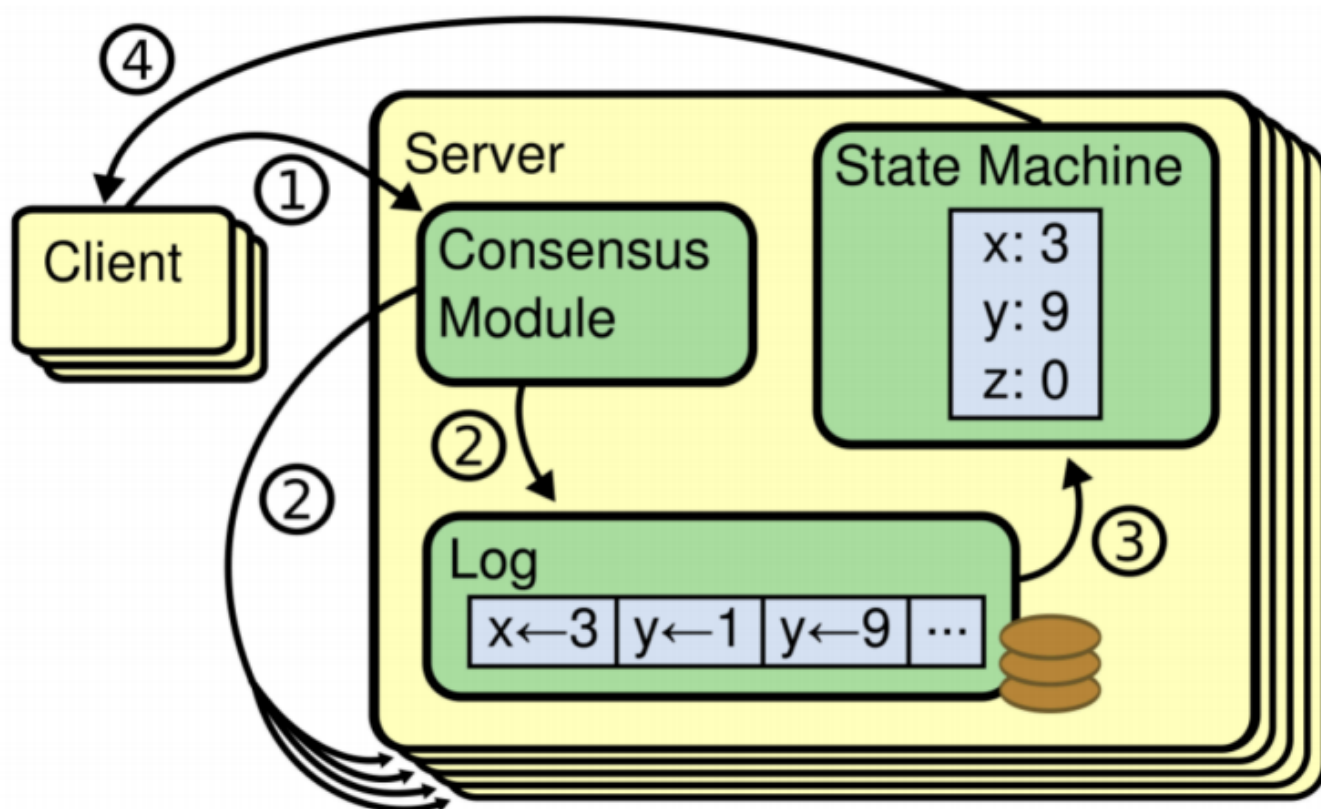 ④
①
Server
State Machine
Client
Consensus
Module
x: 3
y: 9
z: 0
②
②
③
Log
x←3 y←1 y←9 ...